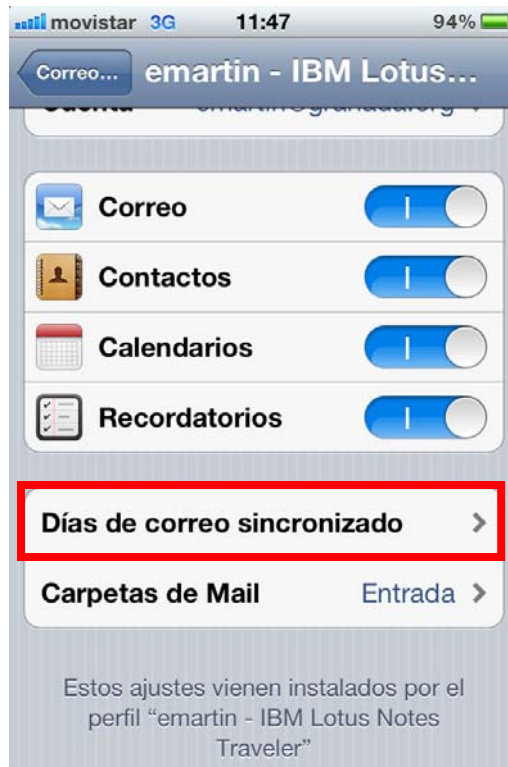 movistar 3G 11:47 94%
Correo... emartin - IBM Lotus...
Correo
Contactos
Calendarios
Recordatorios
Días de correo sincronizado
Carpetas de Mail Entrada
Estos ajustes vienen instalados por el
perfil “emartin - IBM Lotus Notes
Traveler”